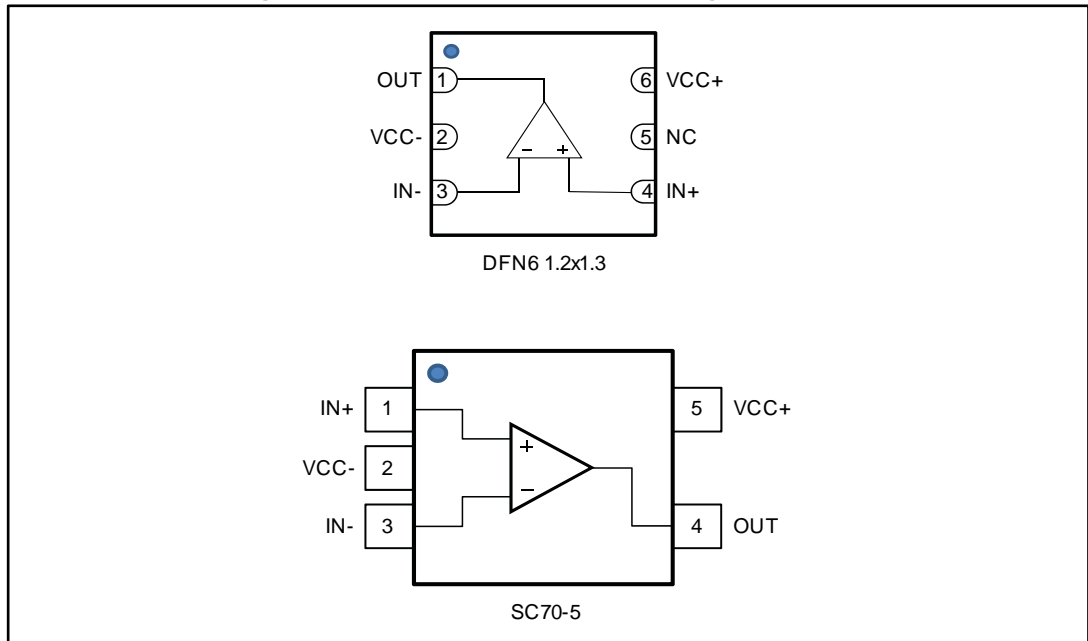 OUT 1 6 VCC+
VCC- 2 5 NC
- +
IN- 3 4 IN+
DFN6 1.2x1.3
IN+ 1 5 VCC+
+
VCC- 2
-
IN- 3 4 OUT
SC70-5